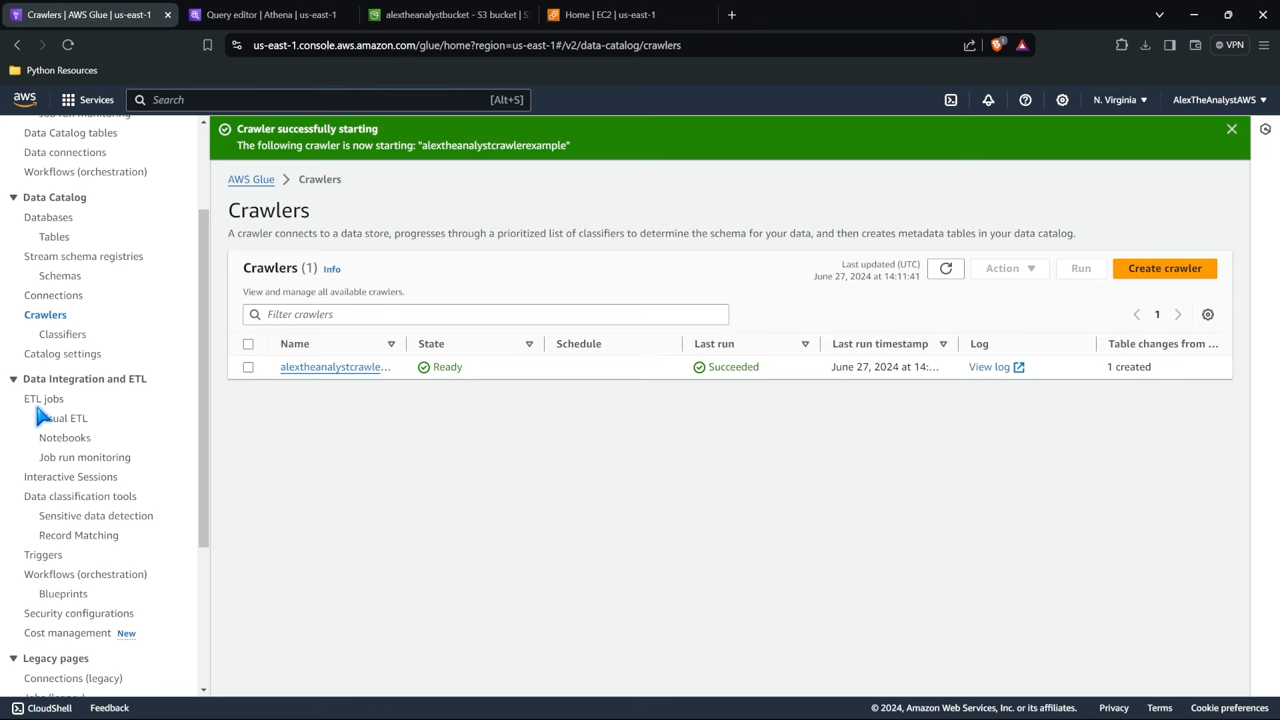 Crawlers | AWS Glue | us-east-1
Query editor | Athena | us-east-1
alextheanalystbucket - S3 bucket | S3
Home | EC2 | us-east-1
us-east-1.console.aws.amazon.com/glue/home?region=us-east-1#/v2/data-catalog/crawlers
VPN
Python Resources
aws
Services
Search
[Alt+S]
N. Virginia
AlexTheAnalystAWS
Data Catalog tables
Data connections
Workflows (orchestration)
Data Catalog
Databases
Tables
Stream schema registries
Schemas
Connections
Crawlers
Classifiers
Catalog settings
Data Integration and ETL
ETL jobs
ual ETL
Notebooks
Job run monitoring
Interactive Sessions
Data classification tools
Sensitive data detection
Record Matching
Triggers
Workflows (orchestration)
Blueprints
Security configurations
Cost management New
Legacy pages
Connections (legacy)
Crawler successfully starting
The following crawler is now starting: "alextheanalystcrawlerexample"
AWS Glue > Crawlers
Crawlers
A crawler connects to a data store, progresses through a prioritized list of classifiers to determine the schema for your data, and then creates metadata tables in your data catalog.
Crawlers (1) Info
Last updated (UTC)
June 27, 2024 at 14:11:41
Action
Run
Create crawler
View and manage all available crawlers.
Filter crawlers
1
Name
State
Schedule
Last run
Last run timestamp
Log
Table changes from ...
alextheanalystcrawle...
Ready
Succeeded
June 27, 2024 at 14:...
View log
1 created
CloudShell
Feedback
© 2024, Amazon Web Services, Inc. or its affiliates.
Privacy
Terms
Cookie preferences